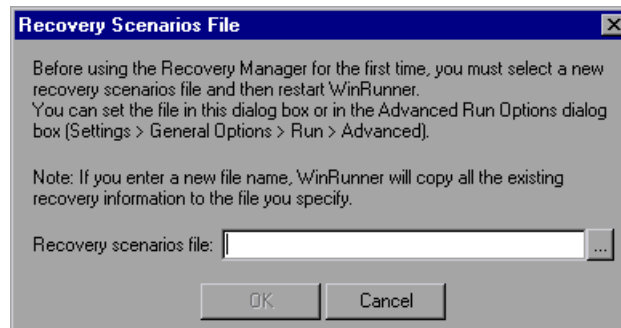 Recovery Scenarios File
Before using the Recovery Manager for the first time, you must select a new
recovery scenarios file and then restart WinRunner.
You can set the file in this dialog box or in the Advanced Run Options dialog
box (Settings > General Options > Run > Advanced).
Note: If you enter a new file name, WinRunner will copy all the existing
recovery information to the file you specify.
Recovery scenarios file: ...
OK Cancel